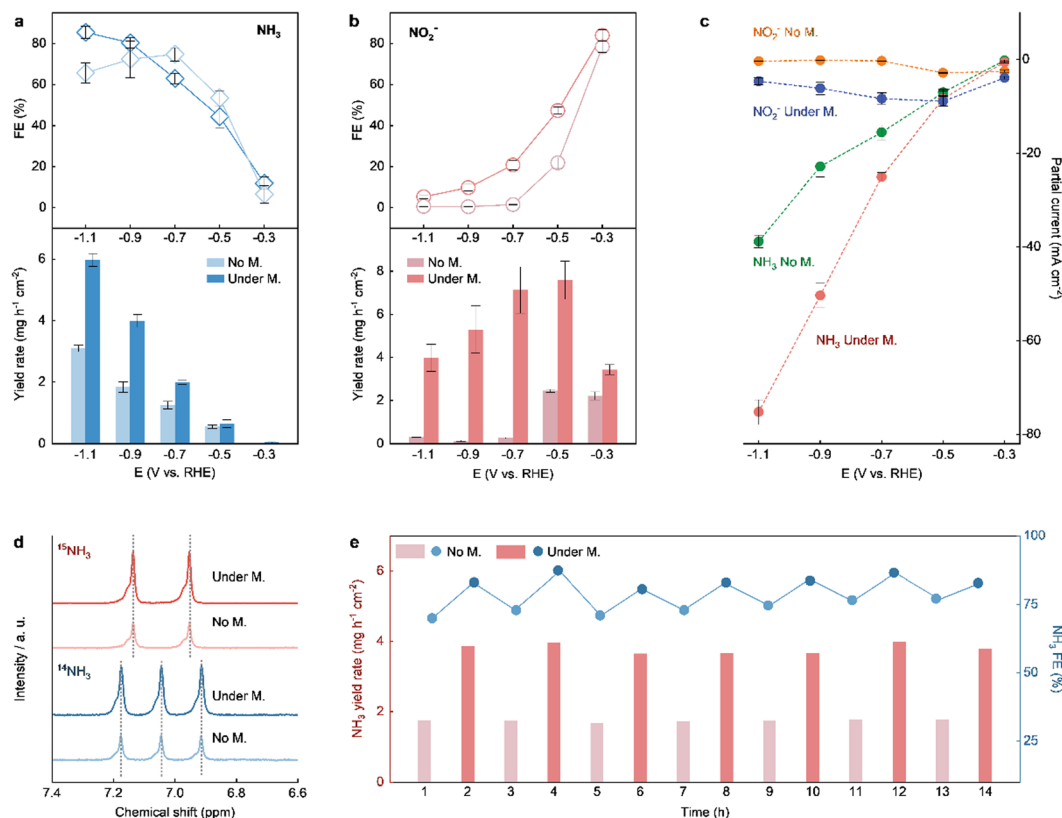 a
NH₃
80
60
40
20
0
FE (%)
-1.1 -0.9 -0.7 -0.5 -0.3
No M.
Under M.
6
4
2
0
Yield rate (mg h⁻¹ cm⁻²)
-1.1 -0.9 -0.7 -0.5 -0.3
E (V vs. RHE)
b
NO₂⁻
80
60
40
20
0
FE (%)
-1.1 -0.9 -0.7 -0.5 -0.3
No M.
Under M.
8
6
4
2
0
Yield rate (mg h⁻¹ cm⁻²)
-1.1 -0.9 -0.7 -0.5 -0.3
E (V vs. RHE)
c
NO₂⁻ No M.
NO₂⁻ Under M.
NH₃ No M.
NH₃ Under M.
0
-20
-40
-60
-80
Partial current (mA cm⁻²)
-1.1 -0.9 -0.7 -0.5 -0.3
E (V vs. RHE)
d
¹⁵NH₃
Under M.
No M.
¹⁴NH₃
Under M.
No M.
Intensity / a. u.
7.4 7.2 7.0 6.8 6.6
Chemical shift (ppm)
e
No M. Under M.
6
4
2
0
NH₃ yield rate (mg h⁻¹ cm⁻²)
100
75
50
25
NH₃ FE (%)
1 2 3 4 5 6 7 8 9 10 11 12 13 14
Time (h)